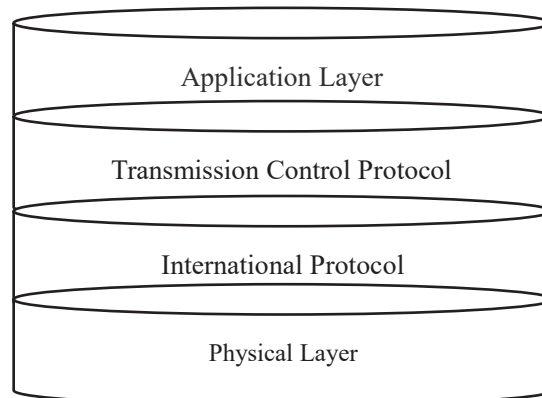 Application Layer
Transmission Control Protocol
International Protocol
Physical Layer